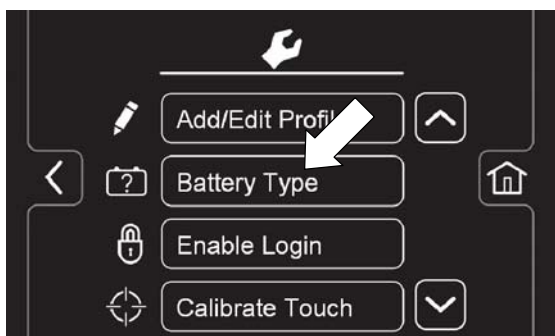 Add/Edit Profil
Battery Type
?
Enable Login
Calibrate Touch